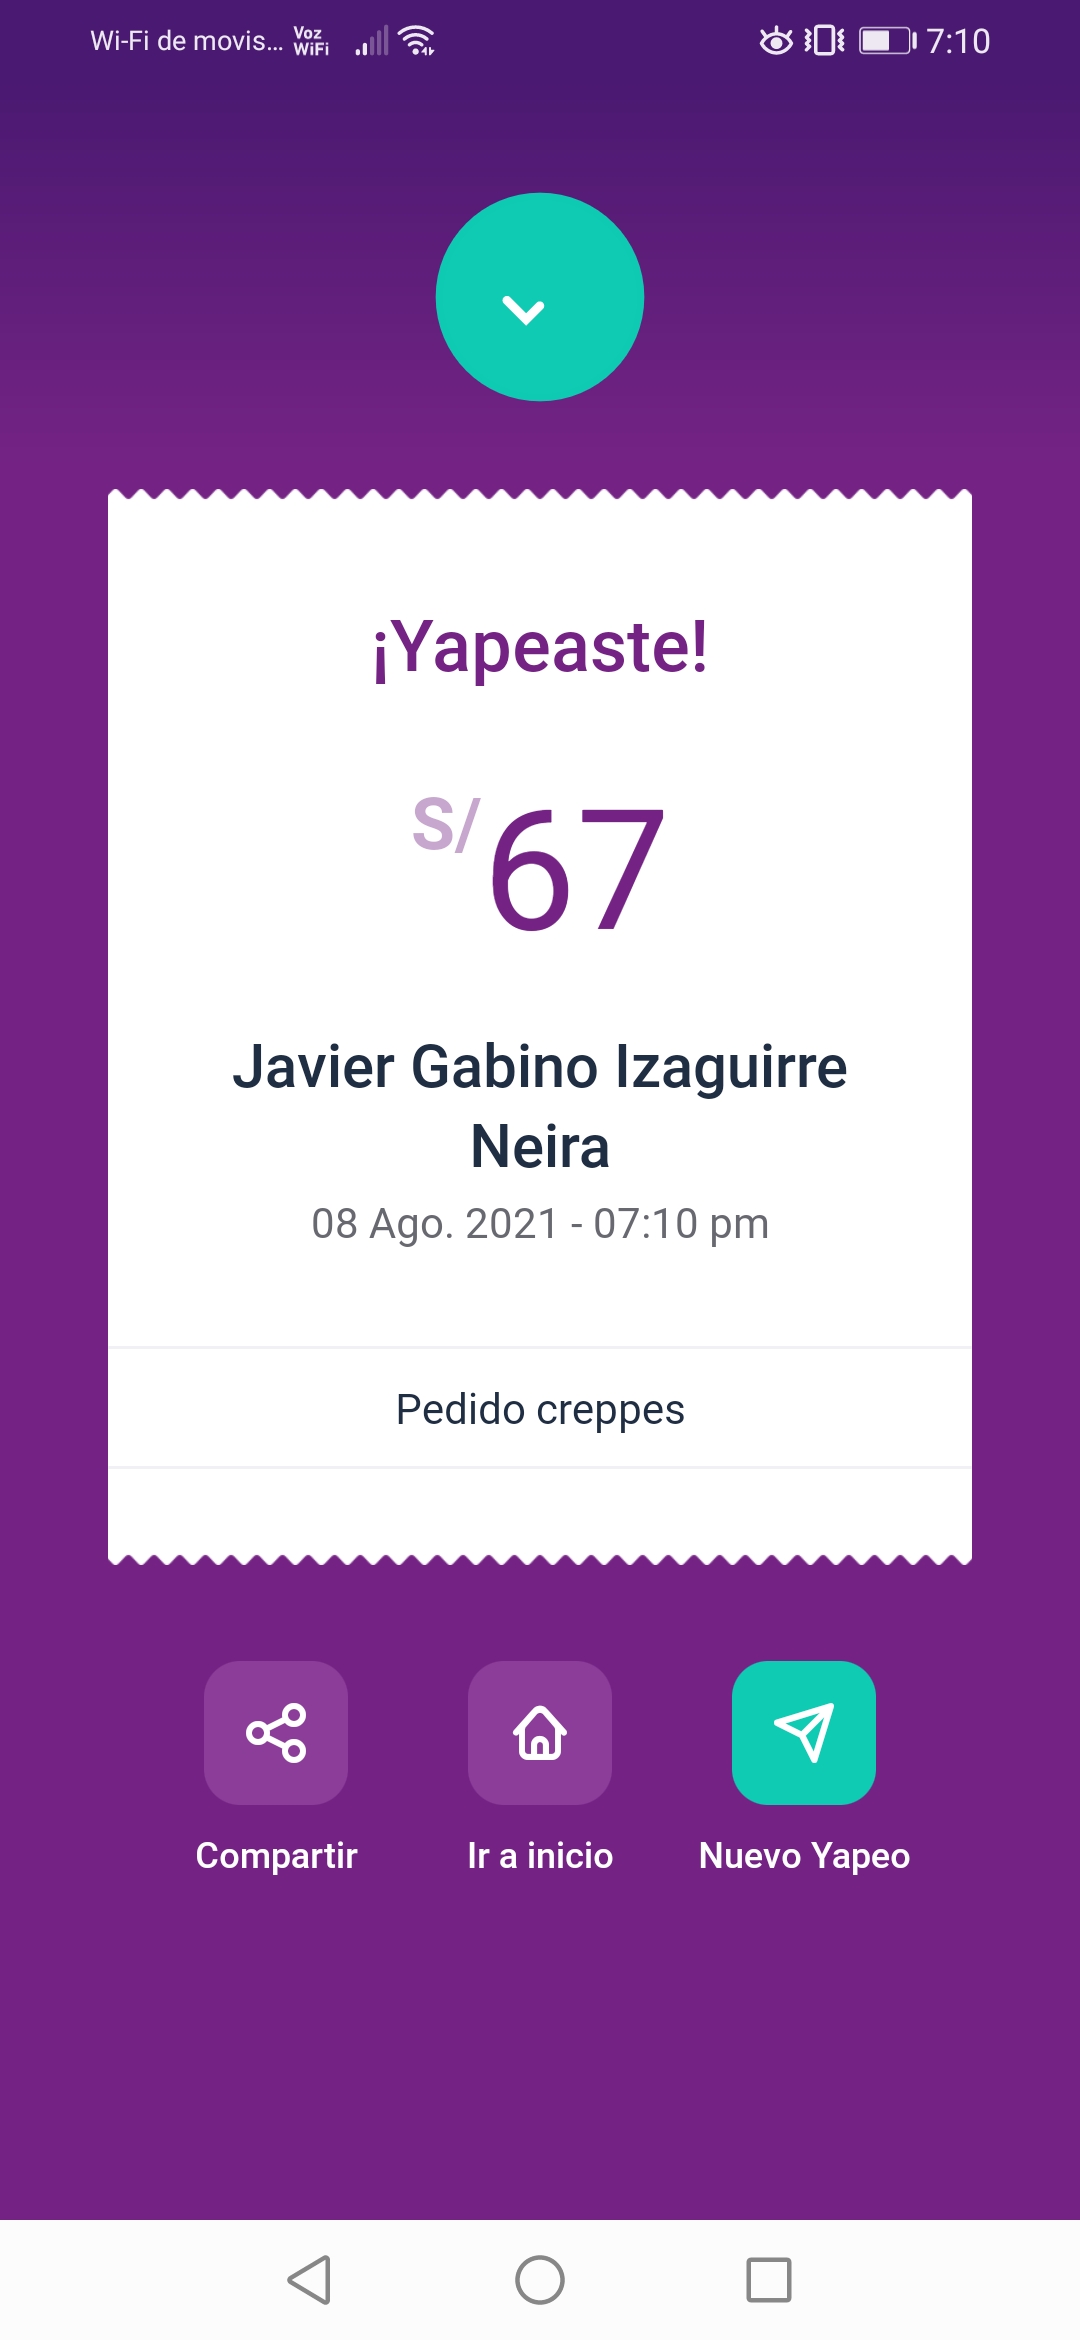 Wi-Fi de movis... Voz WiFi 7:10
¡Yapeaste!
S/67
Javier Gabino Izaguirre
Neira
08 Ago. 2021 - 07:10 pm
Pedido creppes
Compartir Ir a inicio Nuevo Yapeo